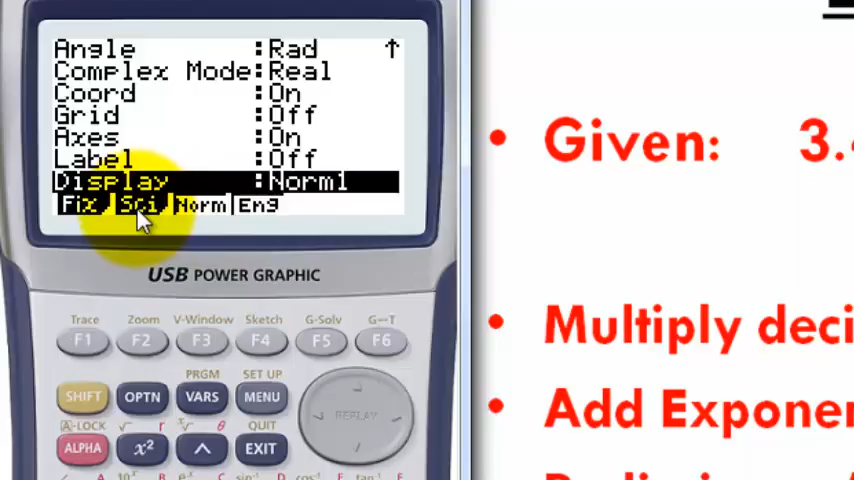 Angle :Rad ↑
Complex Mode:Real
Coord :On
Grid :Off
Axes :On
Label :Off
Display :Norm1
Fix Sci Norm Eng
USB POWER GRAPHIC
Trace Zoom V-Window Sketch G-Solv G↔T
F1 F2 F3 F4 F5 F6
PRGM SET UP
SHIFT OPTN VARS MENU
REPLAY
A-LOCK √ r ˣ√ θ QUIT
ALPHA x² ^ EXIT
• Given: 3.
• Multiply deci
• Add Exponen